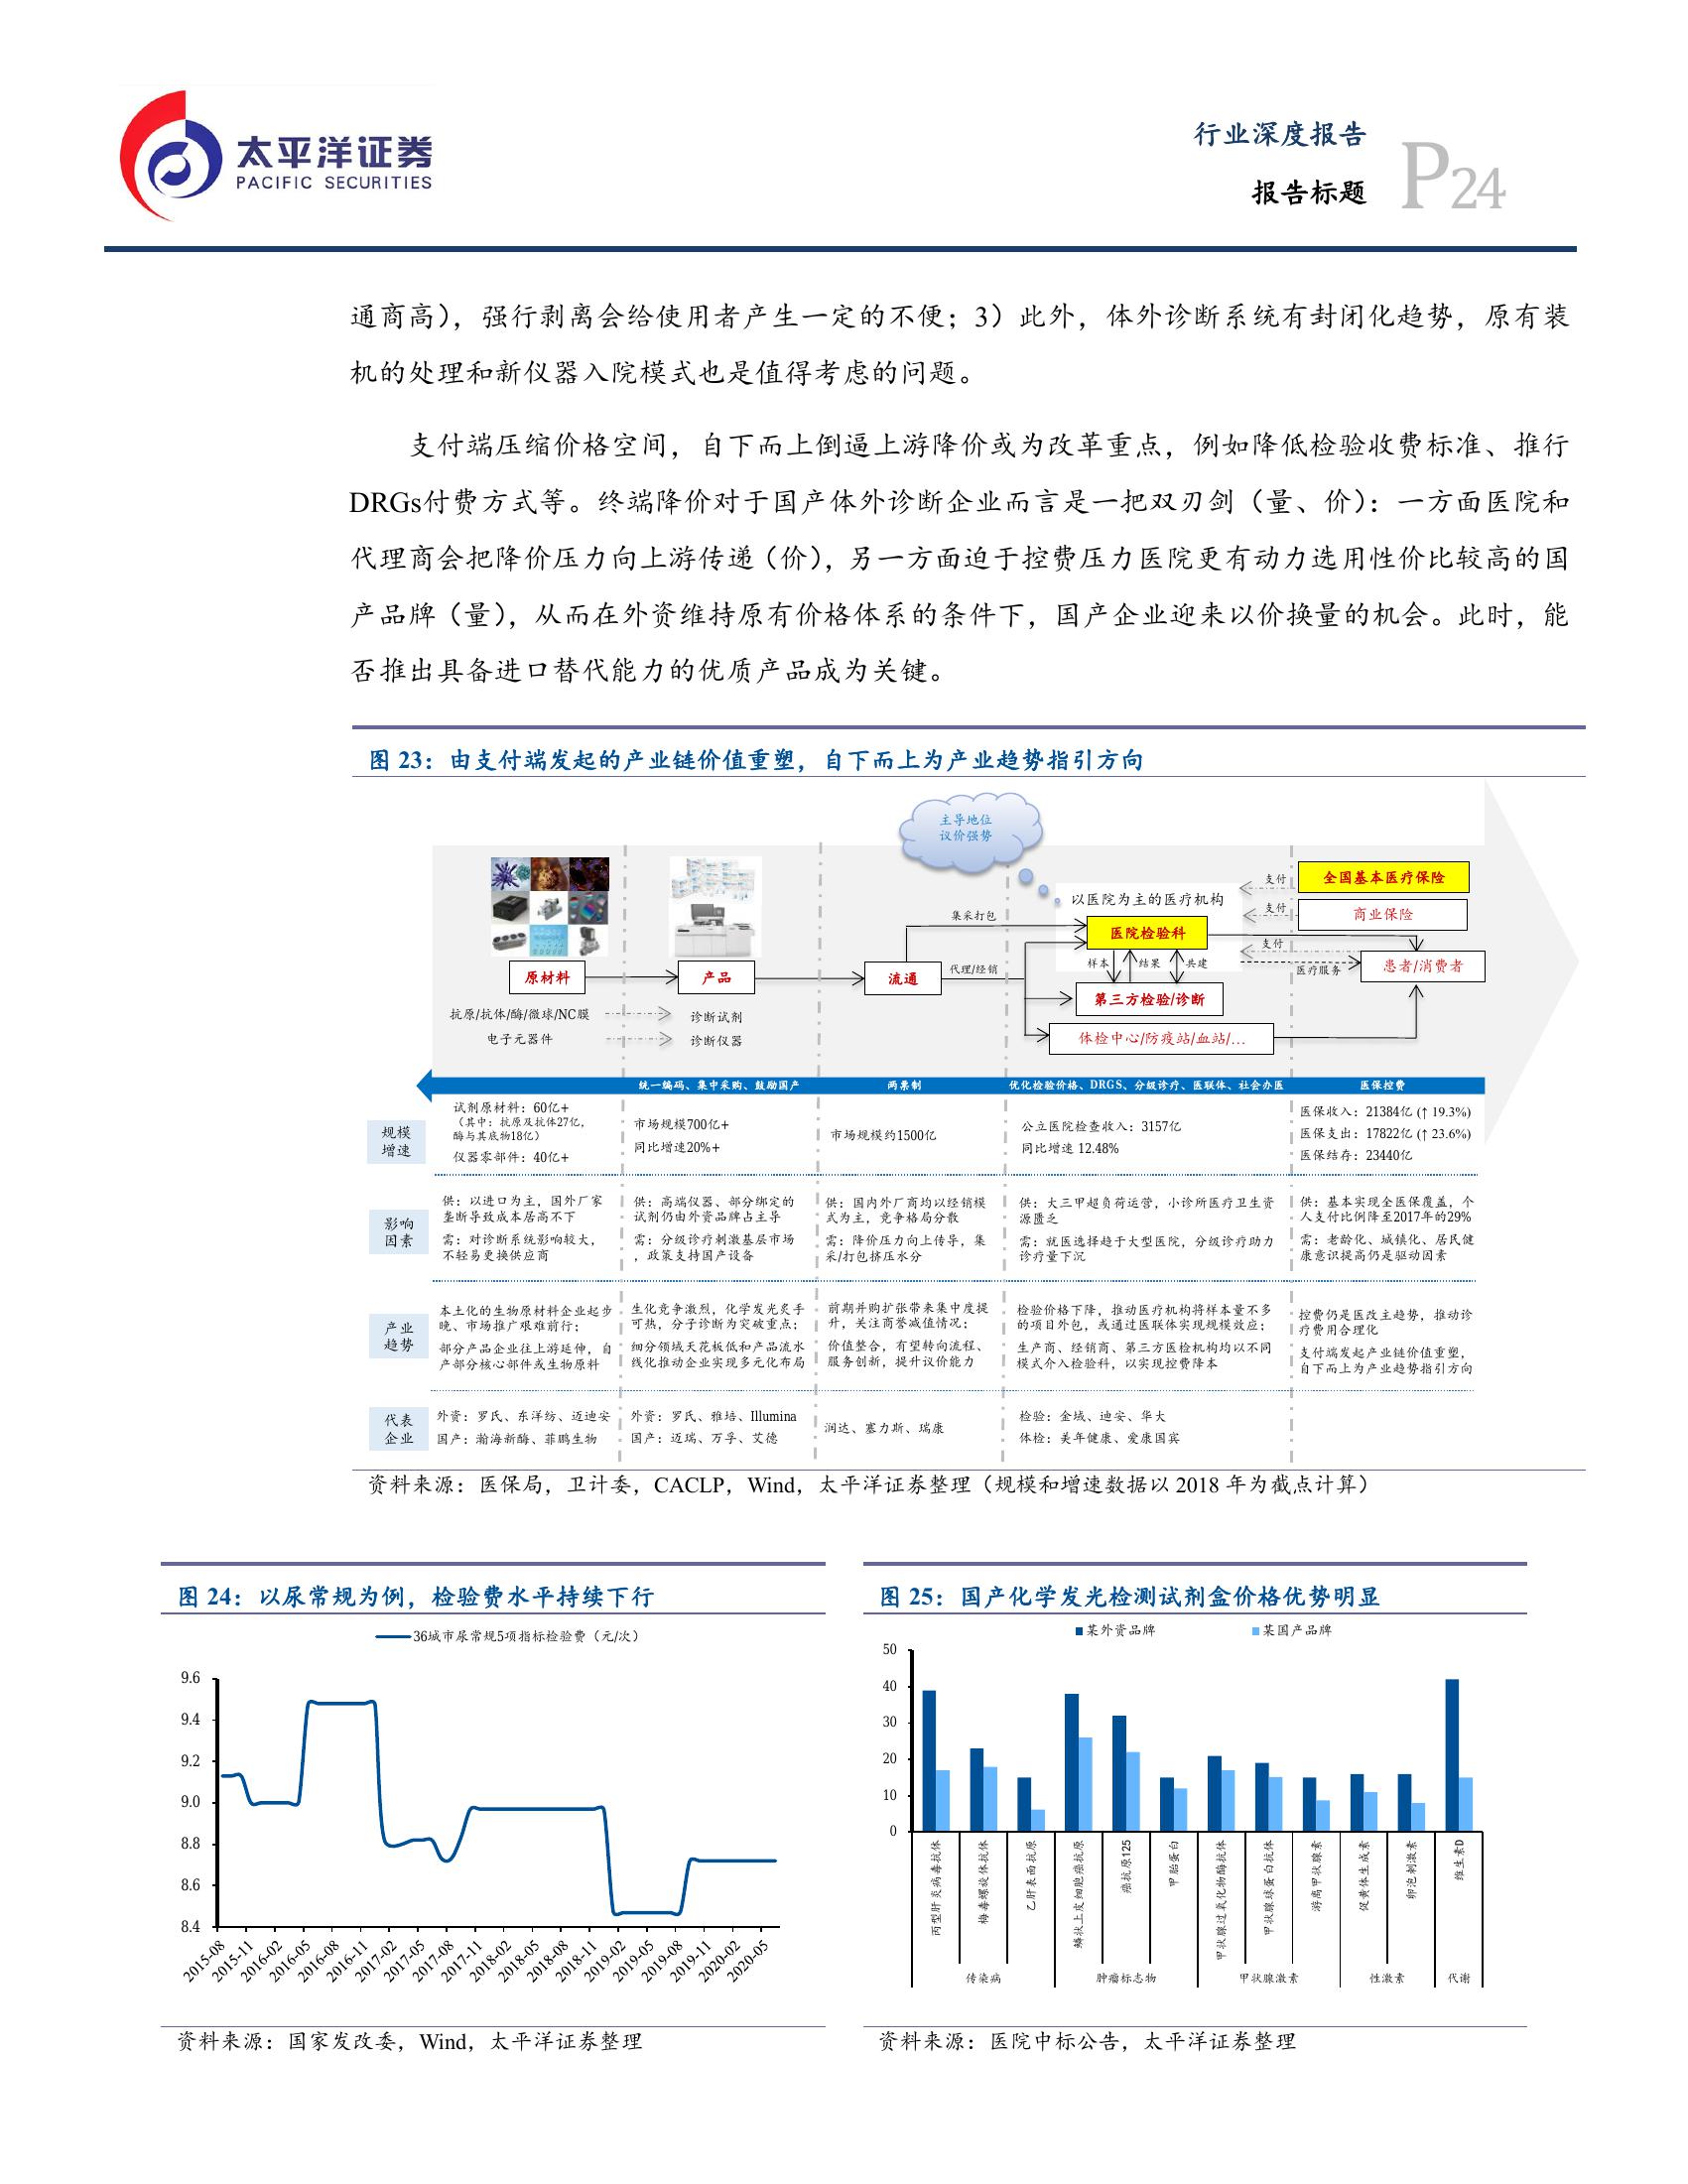 太平洋证券
PACIFIC SECURITIES
行业深度报告
报告标题
P24
通商高），强行剥离会给使用者产生一定的不便；3）此外，体外诊断系统有封闭化趋势，原有装
机的处理和新仪器入院模式也是值得考虑的问题。
支付端压缩价格空间，自下而上倒逼上游降价或为改革重点，例如降低检验收费标准、推行
DRGs付费方式等。终端降价对于国产体外诊断企业而言是一把双刃剑（量、价）：一方面医院和
代理商会把降价压力向上游传递（价），另一方面迫于控费压力医院更有动力选用性价比较高的国
产品牌（量），从而在外资维持原有价格体系的条件下，国产企业迎来以价换量的机会。此时，能
否推出具备进口替代能力的优质产品成为关键。
图 23：由支付端发起的产业链价值重塑，自下而上为产业趋势指引方向
主导地位
议价强势
以医院为主的医疗机构
支付
全国基本医疗保险
支付
商业保险
集采打包
医院检验科
支付
医疗服务
患者/消费者
样本
结果
共建
原材料
产品
流通
代理/经销
第三方检验/诊断
体检中心/防疫站/血站/…
抗原/抗体/酶/微球/NC膜
诊断试剂
电子元器件
诊断仪器
统一编码、集中采购、鼓励国产
两票制
优化检验价格、DRGS、分级诊疗、医联体、社会办医
医保控费
规模
增速
试剂原材料：60亿+
（其中：抗原及抗体27亿，
酶与其底物18亿）
仪器零部件：40亿+
市场规模700亿+
同比增速20%+
市场规模约1500亿
公立医院检查收入：3157亿
同比增速 12.48%
医保收入：21384亿 (↑ 19.3%)
医保支出：17822亿 (↑ 23.6%)
医保结存：23440亿
影响
因素
供：以进口为主，国外厂家
垄断导致成本居高不下
需：对诊断系统影响较大，
不轻易更换供应商
供：高端仪器、部分绑定的
试剂仍由外资品牌占主导
需：分级诊疗刺激基层市场
，政策支持国产设备
供：国内外厂商均以经销模
式为主，竞争格局分散
需：降价压力向上传导，集
采/打包挤压水分
供：大三甲超负荷运营，小诊所医疗卫生资
源匮乏
需：就医选择趋于大型医院，分级诊疗助力
诊疗量下沉
供：基本实现全医保覆盖，个
人支付比例降至2017年的29%
需：老龄化、城镇化、居民健
康意识提高仍是驱动因素
产业
趋势
本土化的生物原材料企业起步
晚、市场推广艰难前行；
部分产品企业往上游延伸，自
产部分核心部件或生物原料
生化竞争激烈，化学发光炙手
可热，分子诊断为突破重点；
细分领域天花板低和产品流水
线化推动企业实现多元化布局
前期并购扩张带来集中度提
升，关注商誉减值情况；
价值整合，有望转向流程、
服务创新，提升议价能力
检验价格下降，推动医疗机构将样本量不多
的项目外包，或通过医联体实现规模效应；
生产商、经销商、第三方医检机构均以不同
模式介入检验科，以实现控费降本
控费仍是医改主趋势，推动诊
疗费用合理化
支付端发起产业链价值重塑，
自下而上为产业趋势指引方向
代表
企业
外资：罗氏、东洋纺、迈迪安
国产：瀚海新酶、菲鹏生物
外资：罗氏、雅培、Illumina
国产：迈瑞、万孚、艾德
润达、塞力斯、瑞康
检验：金域、迪安、华大
体检：美年健康、爱康国宾
资料来源：医保局，卫计委，CACLP，Wind，太平洋证券整理（规模和增速数据以 2018 年为截点计算）
图 24：以尿常规为例，检验费水平持续下行
36城市尿常规5项指标检验费（元/次）
9.6
9.4
9.2
9.0
8.8
8.6
8.4
2015-08
2015-11
2016-02
2016-05
2016-08
2016-11
2017-02
2017-05
2017-08
2017-11
2018-02
2018-05
2018-08
2018-11
2019-02
2019-05
2019-08
2019-11
2020-02
2020-05
资料来源：国家发改委，Wind，太平洋证券整理
图 25：国产化学发光检测试剂盒价格优势明显
某外资品牌
某国产品牌
50
40
30
20
10
0
丙型肝炎病毒抗体
梅毒螺旋体抗体
乙肝表面抗原
鳞状上皮细胞癌抗原
癌抗原125
甲胎蛋白
甲状腺过氧化物酶抗体
甲状腺球蛋白抗体
游离甲状腺素
促黄体生成素
卵泡刺激素
维生素D
传染病
肿瘤标志物
甲状腺激素
性激素
代谢
资料来源：医院中标公告，太平洋证券整理